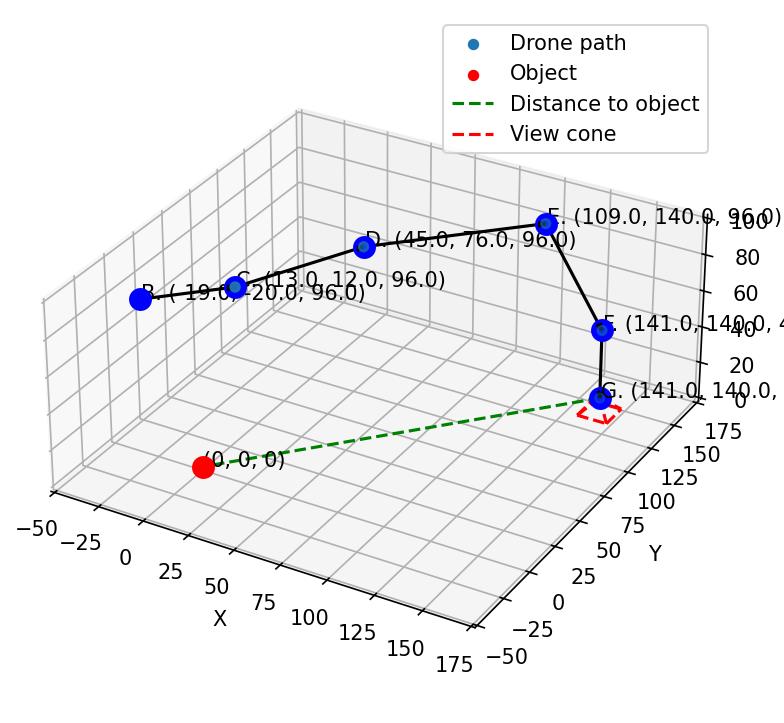 Drone path
Object
Distance to object
View cone
E. (109.0, 140.0, 96.0)
D. (45.0, 76.0, 96.0)
C. (13.0, 12.0, 96.0)
B. (-19.0, -20.0, 96.0)
F. (141.0, 140.0, 4
G. (141.0, 140.0,
(0, 0, 0)
100
80
60
40
20
0
−50
−25
0
25
50
75
100
125
150
175
X
−50
−25
0
25
50
75
100
125
150
175
Y